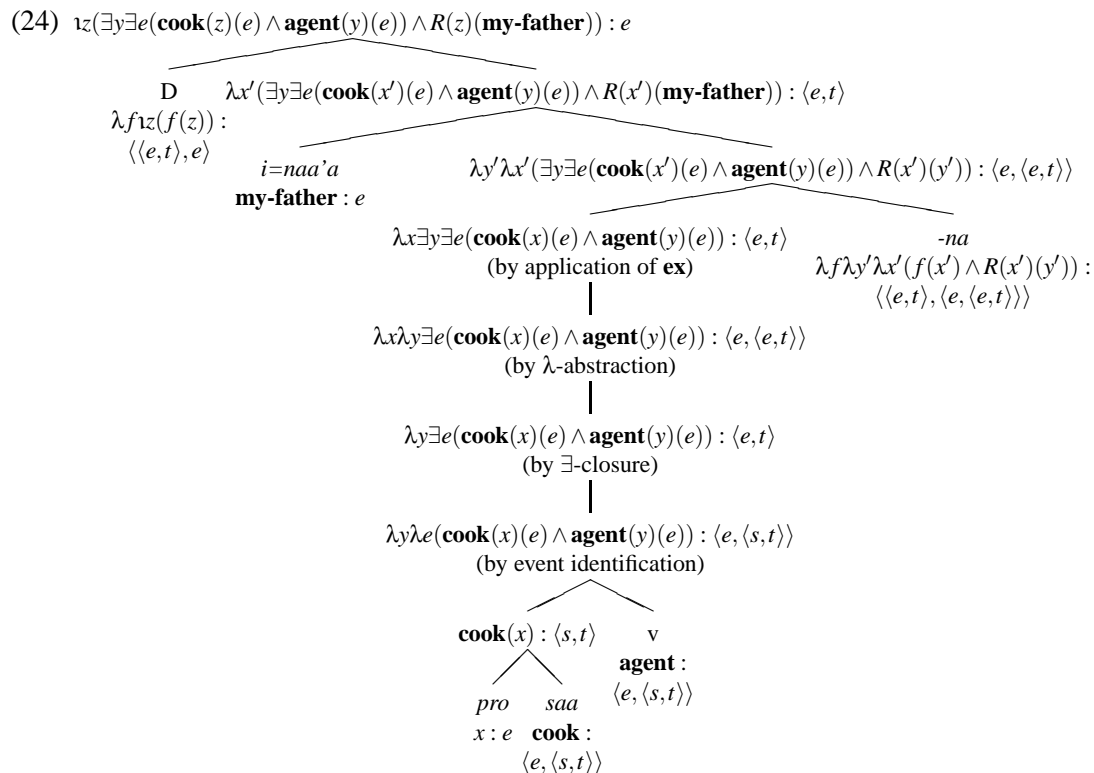 (24) ɿz(∃y∃e(cook(z)(e) ∧ agent(y)(e)) ∧ R(z)(my-father)) : e
D λx′(∃y∃e(cook(x′)(e) ∧ agent(y)(e)) ∧ R(x′)(my-father)) : ⟨e,t⟩
λfɿz(f(z)) :
⟨⟨e,t⟩,e⟩
i=naa'a λy′λx′(∃y∃e(cook(x′)(e) ∧ agent(y)(e)) ∧ R(x′)(y′)) : ⟨e,⟨e,t⟩⟩
my-father : e
λx∃y∃e(cook(x)(e) ∧ agent(y)(e)) : ⟨e,t⟩ -na
(by application of ex) λfλy′λx′(f(x′) ∧ R(x′)(y′)) :
⟨⟨e,t⟩,⟨e,⟨e,t⟩⟩⟩
λxλy∃e(cook(x)(e) ∧ agent(y)(e)) : ⟨e,⟨e,t⟩⟩
(by λ-abstraction)
λy∃e(cook(x)(e) ∧ agent(y)(e)) : ⟨e,t⟩
(by ∃-closure)
λyλe(cook(x)(e) ∧ agent(y)(e)) : ⟨e,⟨s,t⟩⟩
(by event identification)
cook(x) : ⟨s,t⟩ v
agent :
⟨e,⟨s,t⟩⟩
pro saa
x : e cook :
⟨e,⟨s,t⟩⟩